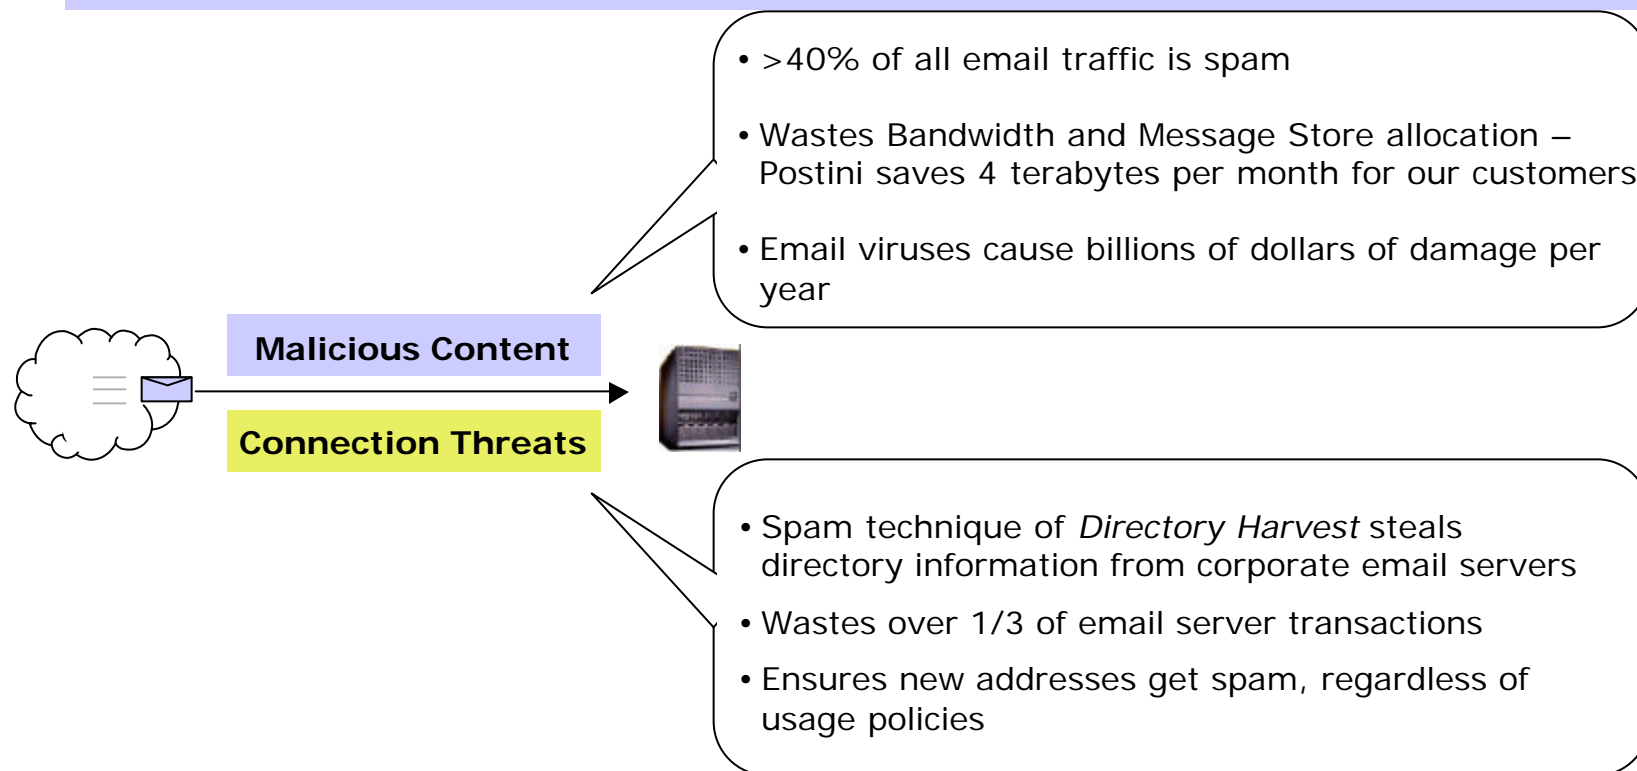 • >40% of all email traffic is spam
• Wastes Bandwidth and Message Store allocation –
Postini saves 4 terabytes per month for our customers
• Email viruses cause billions of dollars of damage per
year
Malicious Content
Connection Threats
• Spam technique of Directory Harvest steals
directory information from corporate email servers
• Wastes over 1/3 of email server transactions
• Ensures new addresses get spam, regardless of
usage policies